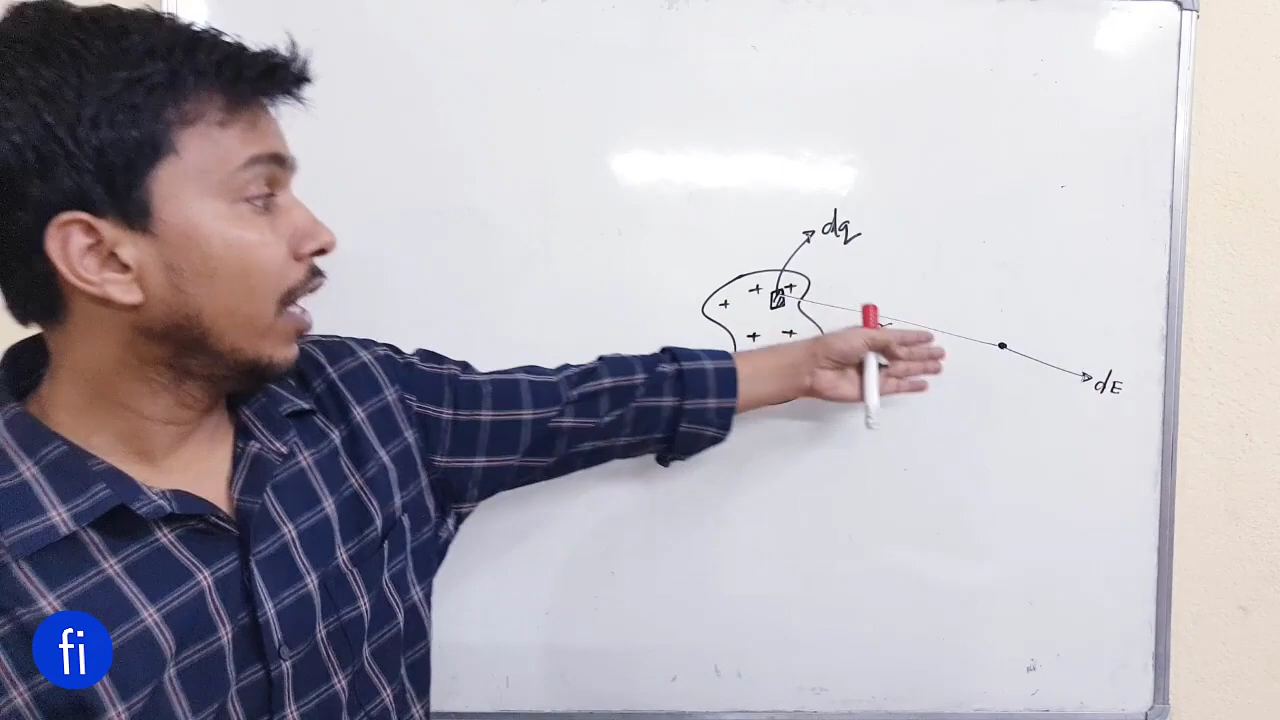 dq
+ + +
+ +
dE
fi